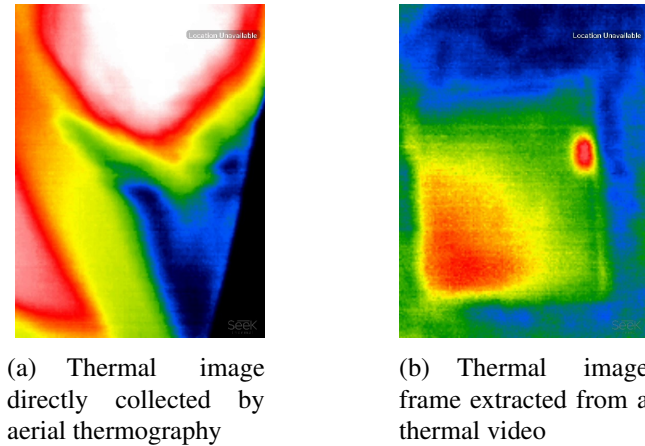 Location Unavailable
Location Unavailable
Seek
Seek
(a) Thermal image
directly collected by
aerial thermography
(b) Thermal image
frame extracted from a
thermal video